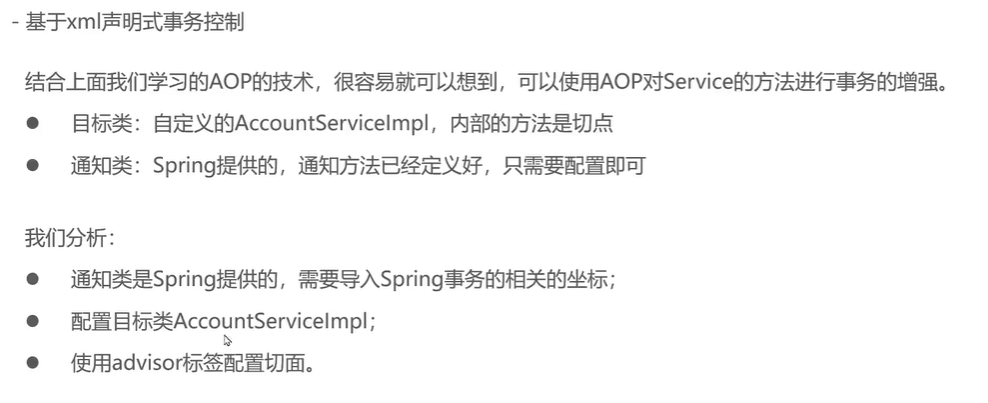 - 基于xml声明式事务控制
结合上面我们学习的AOP的技术，很容易就可以想到，可以使用AOP对Service的方法进行事务的增强。
● 目标类：自定义的AccountServiceImpl，内部的方法是切点
● 通知类：Spring提供的，通知方法已经定义好，只需要配置即可
我们分析：
● 通知类是Spring提供的，需要导入Spring事务的相关的坐标；
● 配置目标类AccountServiceImpl；
● 使用advisor标签配置切面。